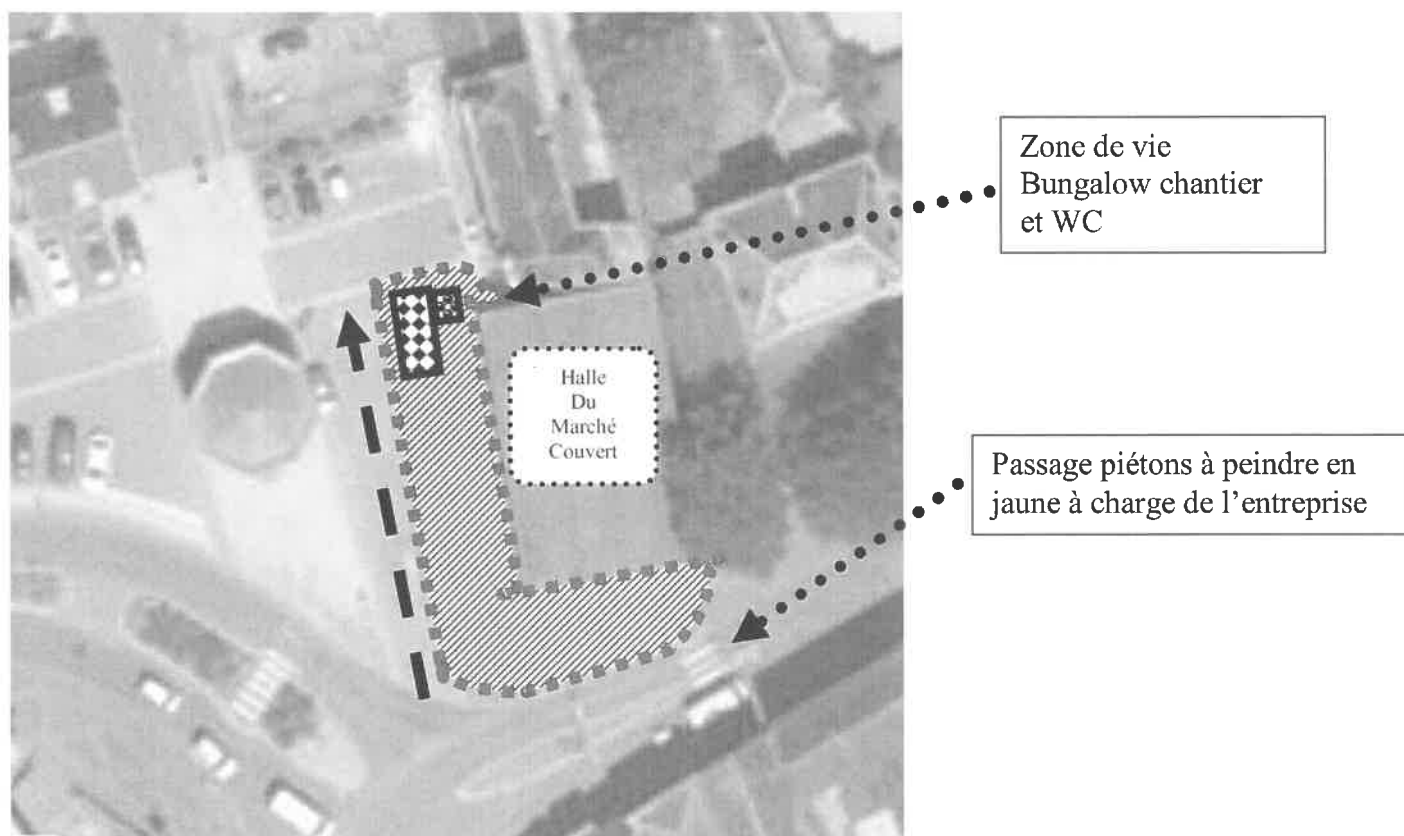 Zone de vie
Bungalow chantier
et WC
Halle
Du
Marché
Couvert
Passage piétons à peindre en
jaune à charge de l'entreprise